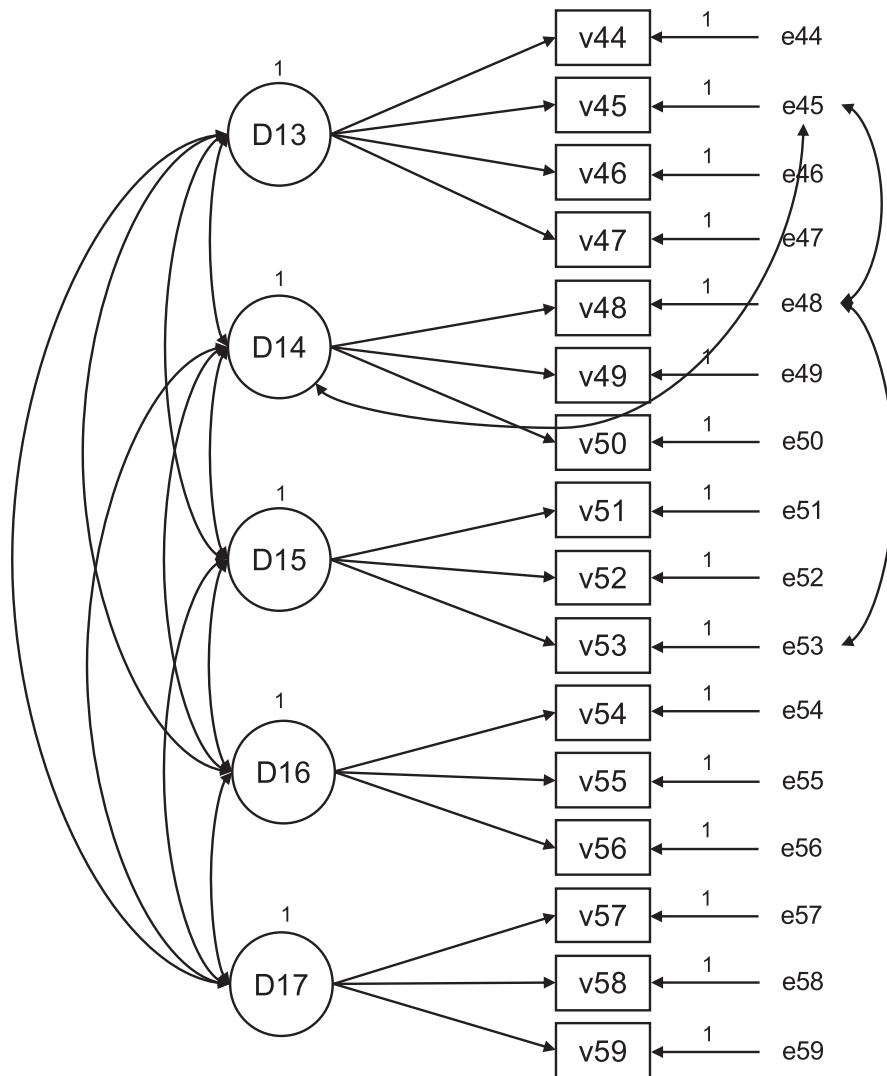 v44 1 e44
1
v45 1 e45
D13
v46 1 e46
v47 1 e47
1
v48 1 e48
D14
v49 1 e49
v50 1 e50
1
v51 1 e51
D15
v52 1 e52
v53 1 e53
1
v54 1 e54
D16
v55 1 e55
v56 1 e56
1
v57 1 e57
D17
v58 1 e58
v59 1 e59